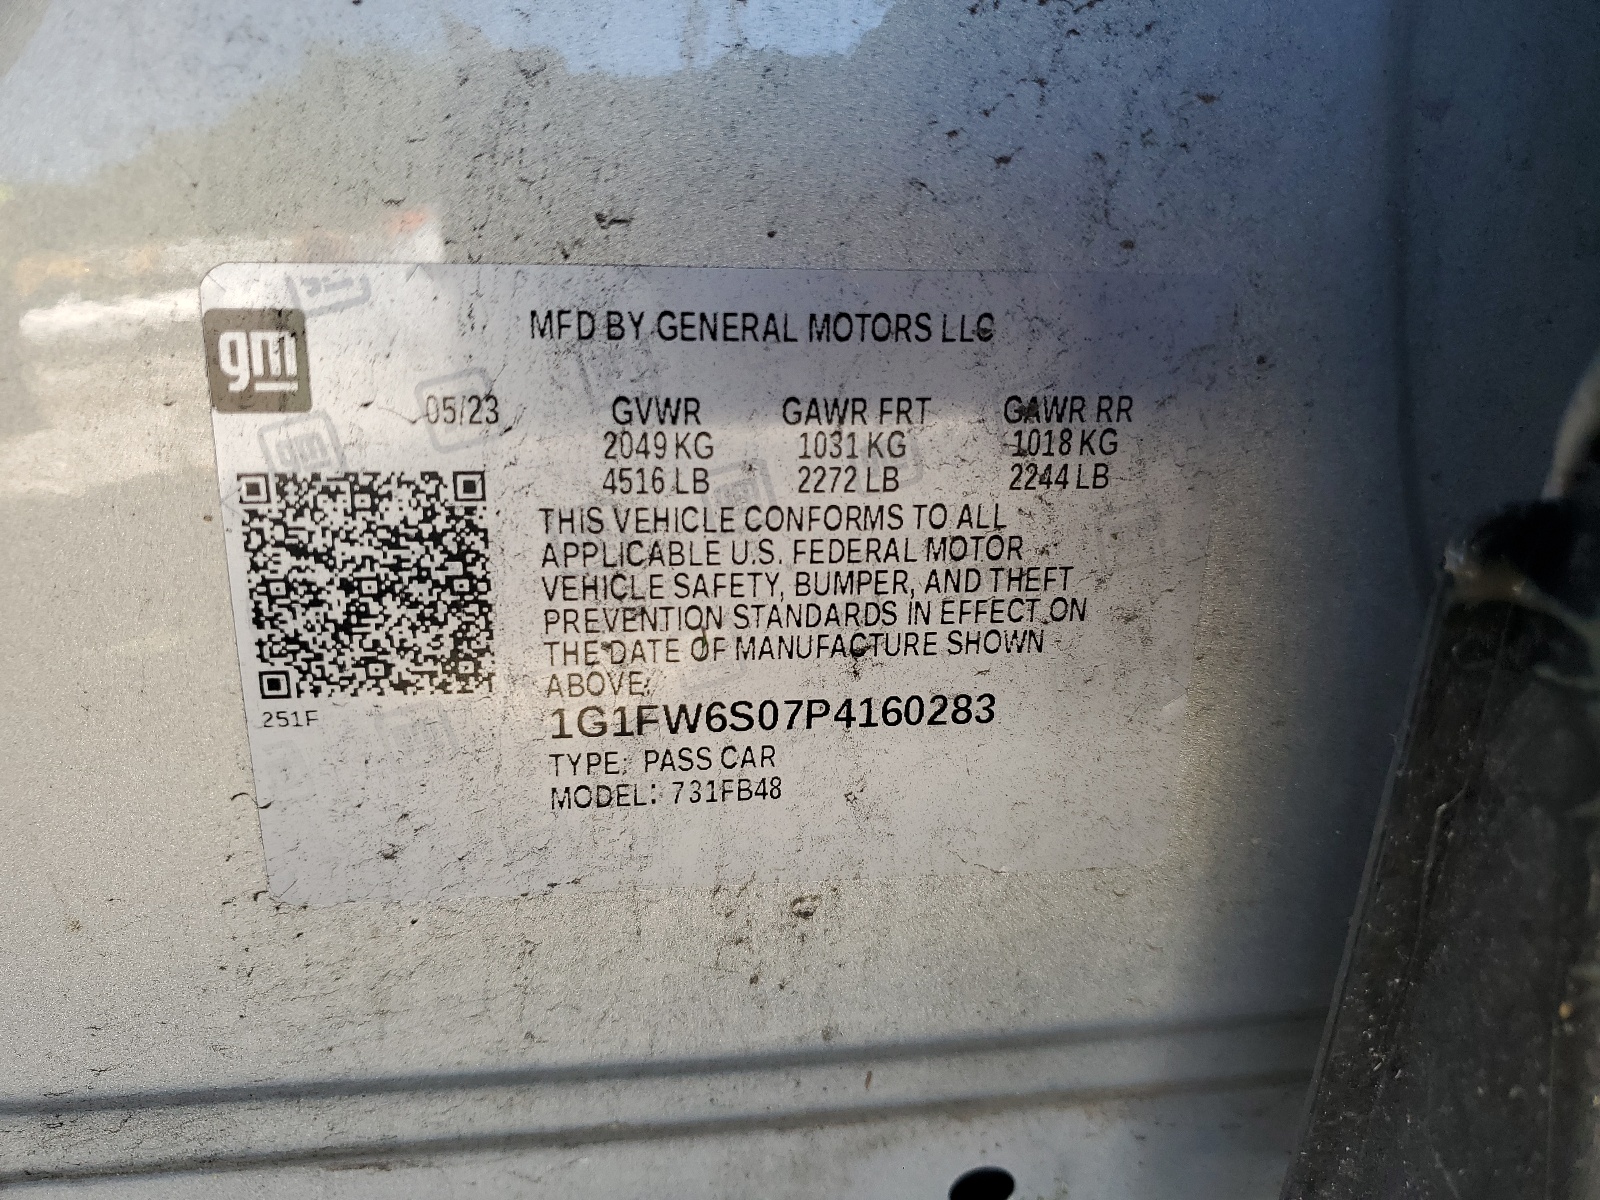 gm
MFD BY GENERAL MOTORS LLC
05/23 GVWR GAWR FRT GAWR RR
2049 KG 1031 KG 1018 KG
4516 LB 2272 LB 2244 LB
THIS VEHICLE CONFORMS TO ALL
APPLICABLE U.S. FEDERAL MOTOR
VEHICLE SAFETY, BUMPER, AND THEFT
PREVENTION STANDARDS IN EFFECT ON
THE DATE OF MANUFACTURE SHOWN
ABOVE.
251F
1G1FW6S07P4160283
TYPE: PASS CAR
MODEL: 731FB48